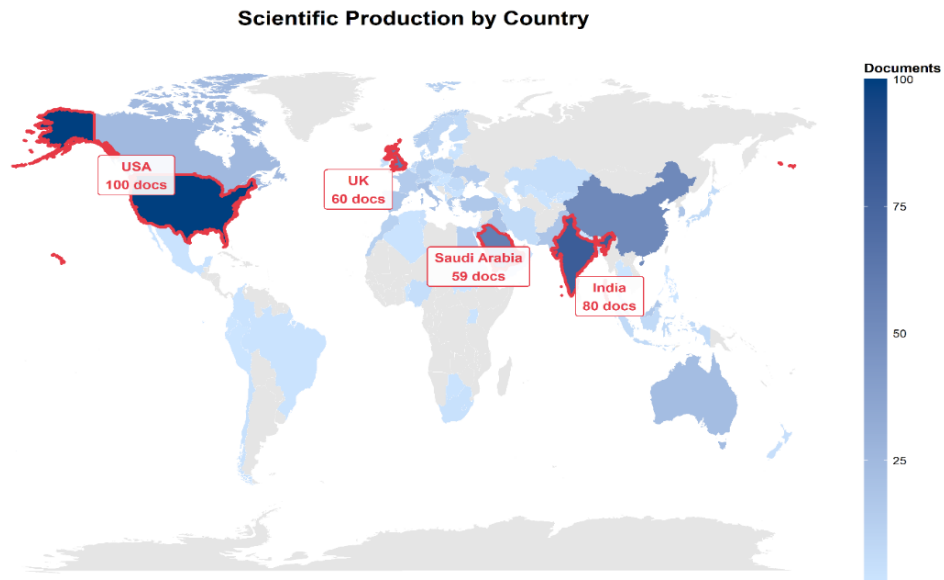 Scientific Production by Country
Documents
100
75
50
25
USA
100 docs
UK
60 docs
Saudi Arabia
59 docs
India
80 docs